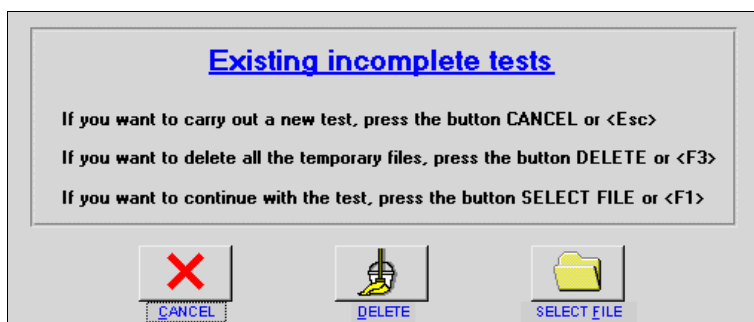 Existing incomplete tests
If you want to carry out a new test, press the button CANCEL or <Esc>
If you want to delete all the temporary files, press the button DELETE or <F3>
If you want to continue with the test, press the button SELECT FILE or <F1>
CANCEL DELETE SELECT FILE